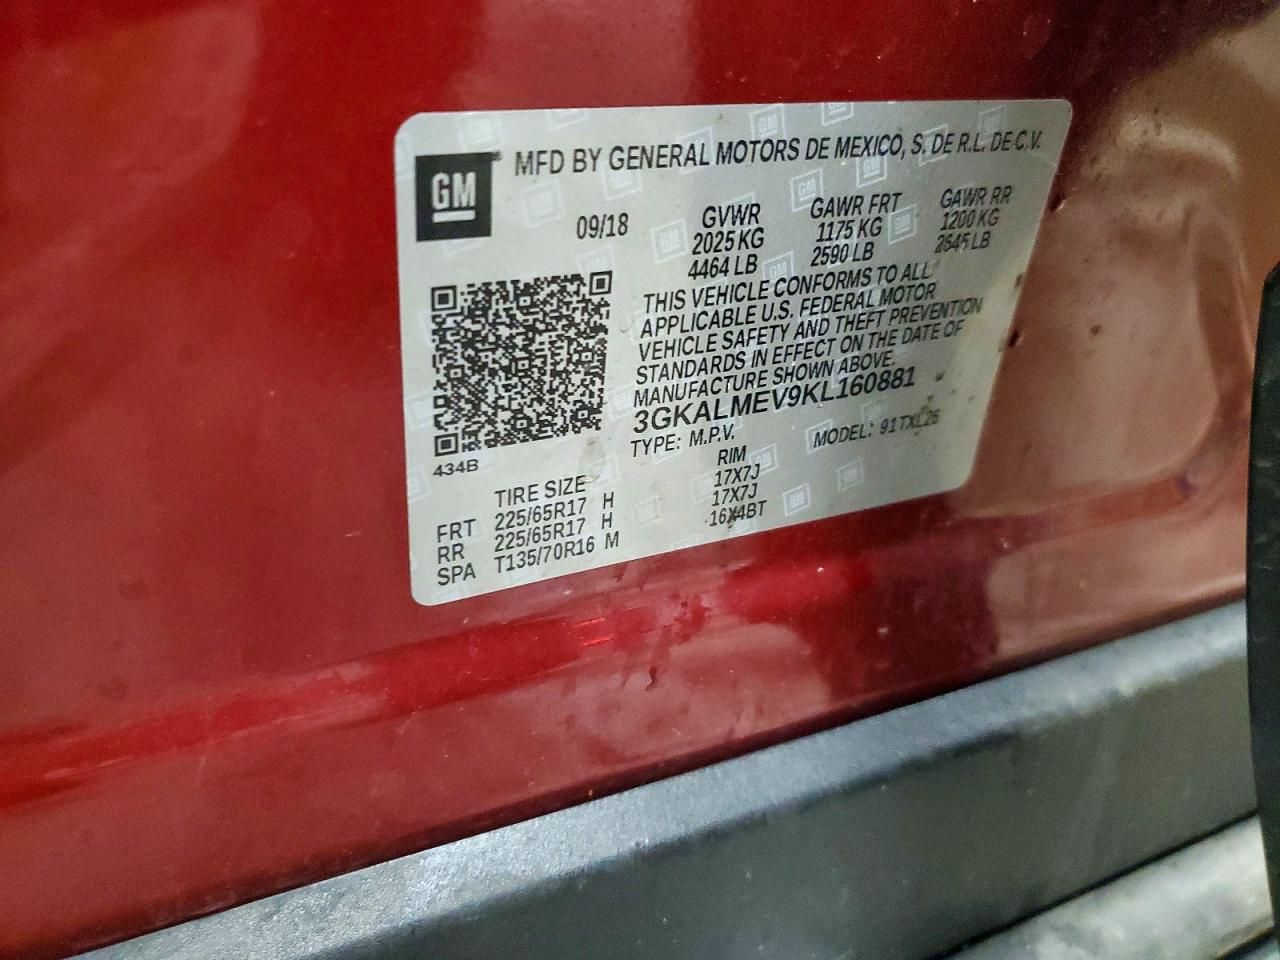 GM
MFD BY GENERAL MOTORS DE MEXICO, S. DE R.L. DE C.V.
09/18
GVWR GAWR FRT GAWR RR
2025 KG 1175 KG 1200 KG
4464 LB 2590 LB 2645 LB
THIS VEHICLE CONFORMS TO ALL
APPLICABLE U.S. FEDERAL MOTOR
VEHICLE SAFETY AND THEFT PREVENTION
STANDARDS IN EFFECT ON THE DATE OF
MANUFACTURE SHOWN ABOVE.
3GKALMEV9KL160881
TYPE: M.P.V. MODEL: 91TXL26
434B
TIRE SIZE RIM
FRT 225/65R17 H 17X7J
RR 225/65R17 H 17X7J
SPA T135/70R16 M 16X4BT